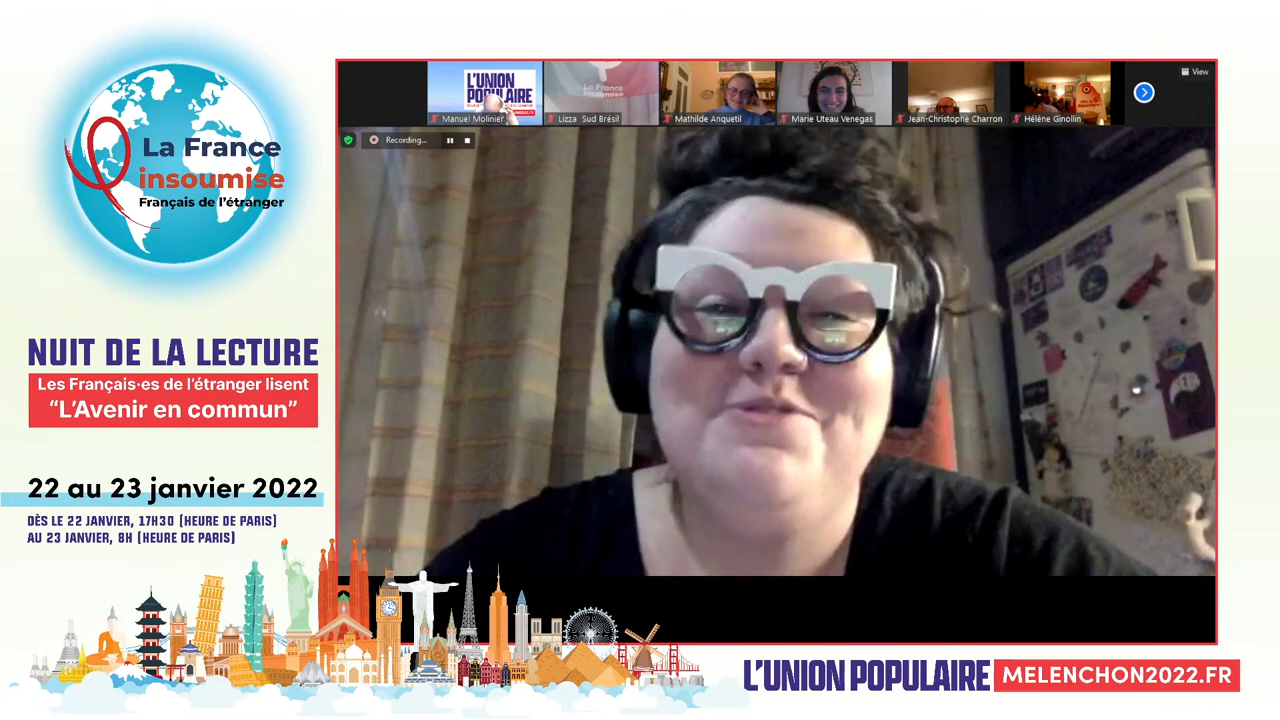 La France
insoumise
Français de l'étranger
NUIT DE LA LECTURE
Les Français·es de l'étranger lisent
“L'Avenir en commun”
22 au 23 janvier 2022
DÈS LE 22 JANVIER, 17H30 (HEURE DE PARIS)
AU 23 JANVIER, 8H (HEURE DE PARIS)
L'UNION
POPULAIRE
Manuel Molinier
La France
insoumise
Lizza Sud Brésil
Mathilde Anquetil
Marie Uteau Venegas
Jean-Christophe Charron
Hélène Ginollin
View
Recording...
L'UNION POPULAIRE
MELENCHON2022.FR